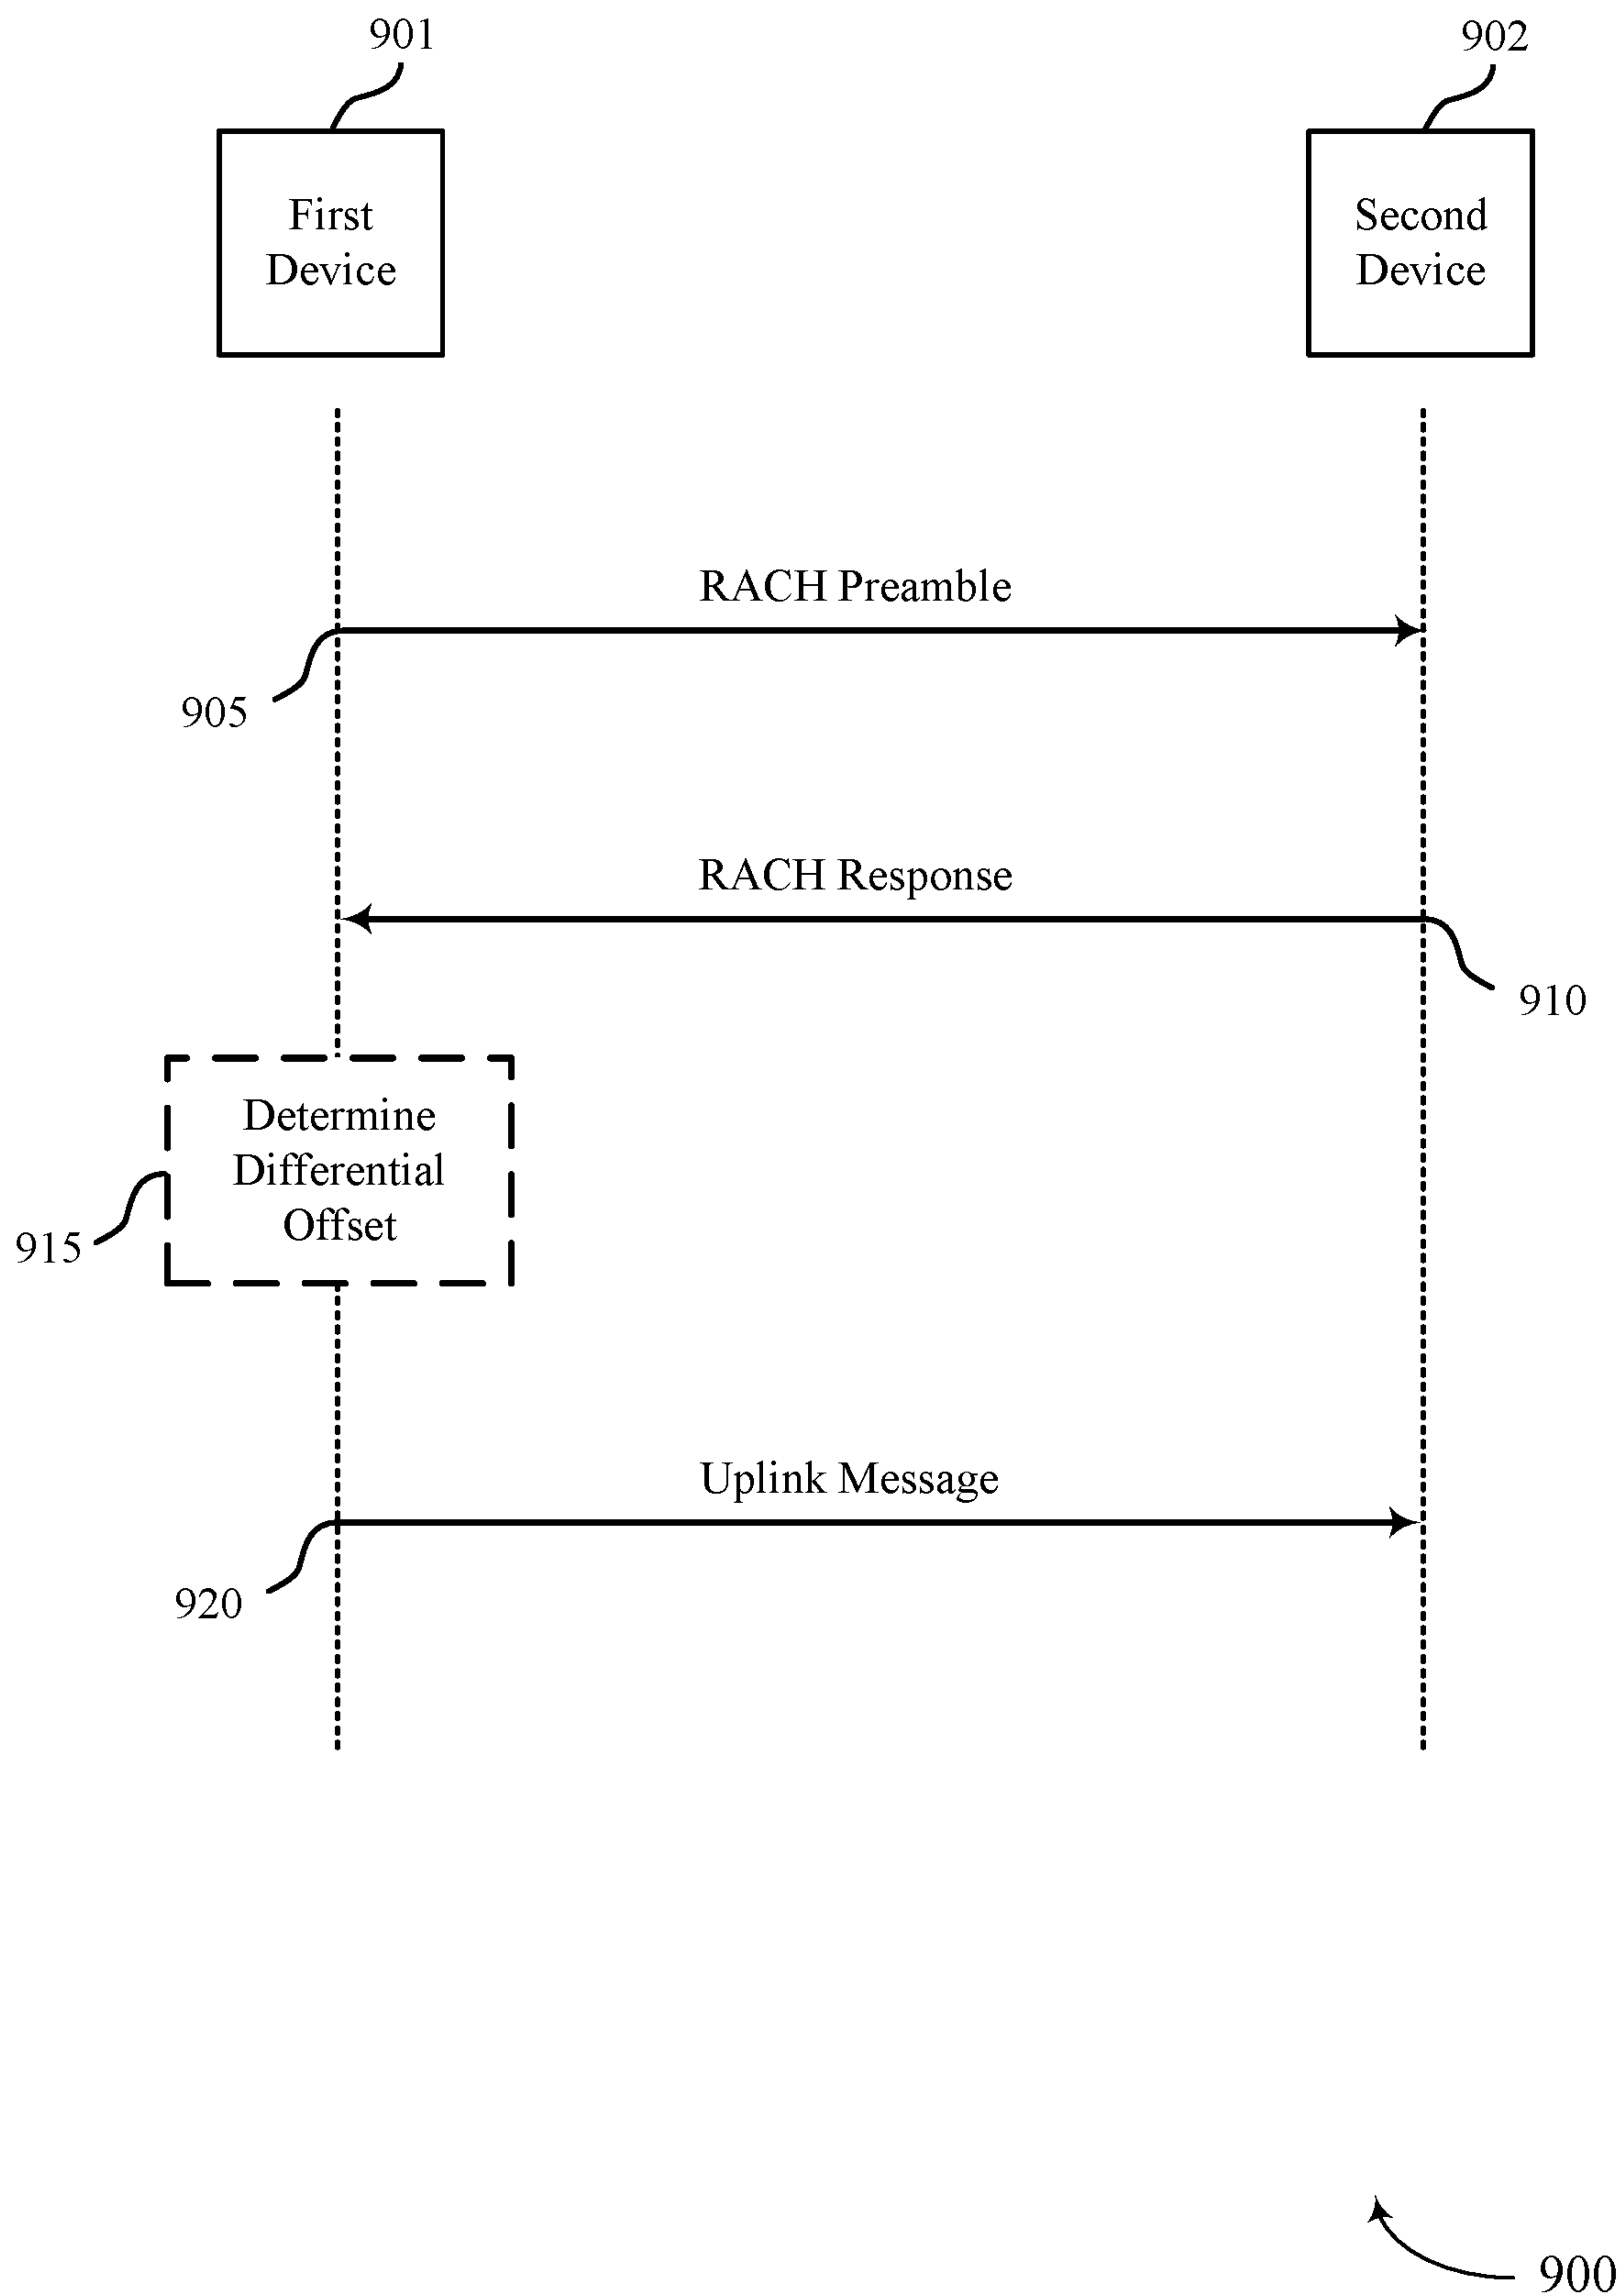 901
902
First
Device
Second
Device
RACH Preamble
905
RACH Response
910
Determine
Differential
Offset
915
Uplink Message
920
900